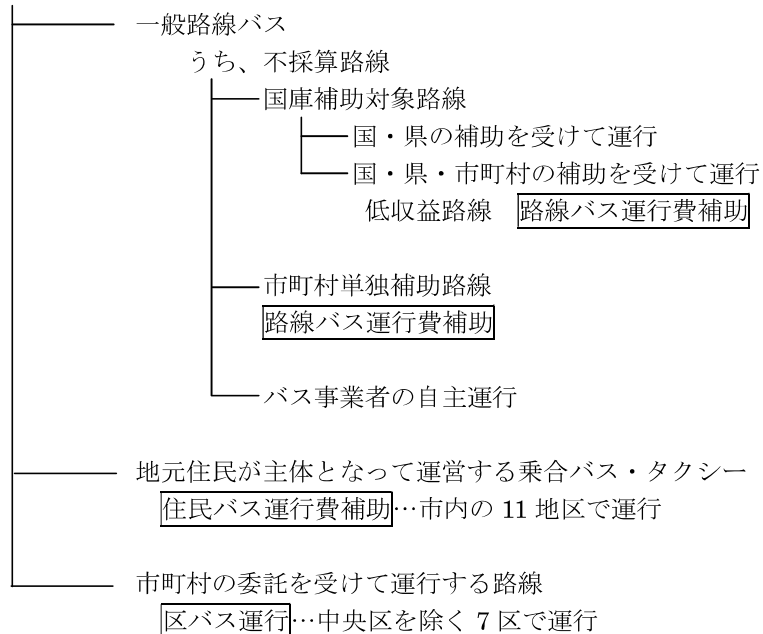 一般路線バス
うち、不採算路線
国庫補助対象路線
国・県の補助を受けて運行
国・県・市町村の補助を受けて運行
低収益路線 路線バス運行費補助
市町村単独補助路線
路線バス運行費補助
バス事業者の自主運行
地元住民が主体となって運営する乗合バス・タクシー
住民バス運行費補助…市内の 11 地区で運行
市町村の委託を受けて運行する路線
区バス運行…中央区を除く 7 区で運行